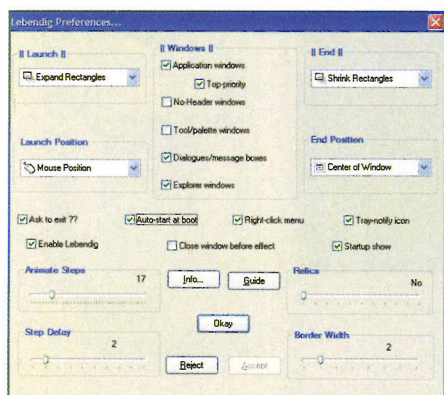 Lebendig Preferences...
|| Launch ||
Expand Rectangles
Launch Position
Mouse Position
|| Windows ||
Application windows
Top-priority
No-Header windows
Tool/palette windows
Dialogues/message boxes
Explorer windows
|| End ||
Shrink Rectangles
End Position
Center of Window
Ask to exit ??
Auto-start at boot
Right-click menu
Tray-notify icon
Enable Lebendig
Close window before effect
Startup show
Animate Steps
17
Info...
Guide
Relics
No
Step Delay
2
Okay
Border Width
2
Reject
Accept